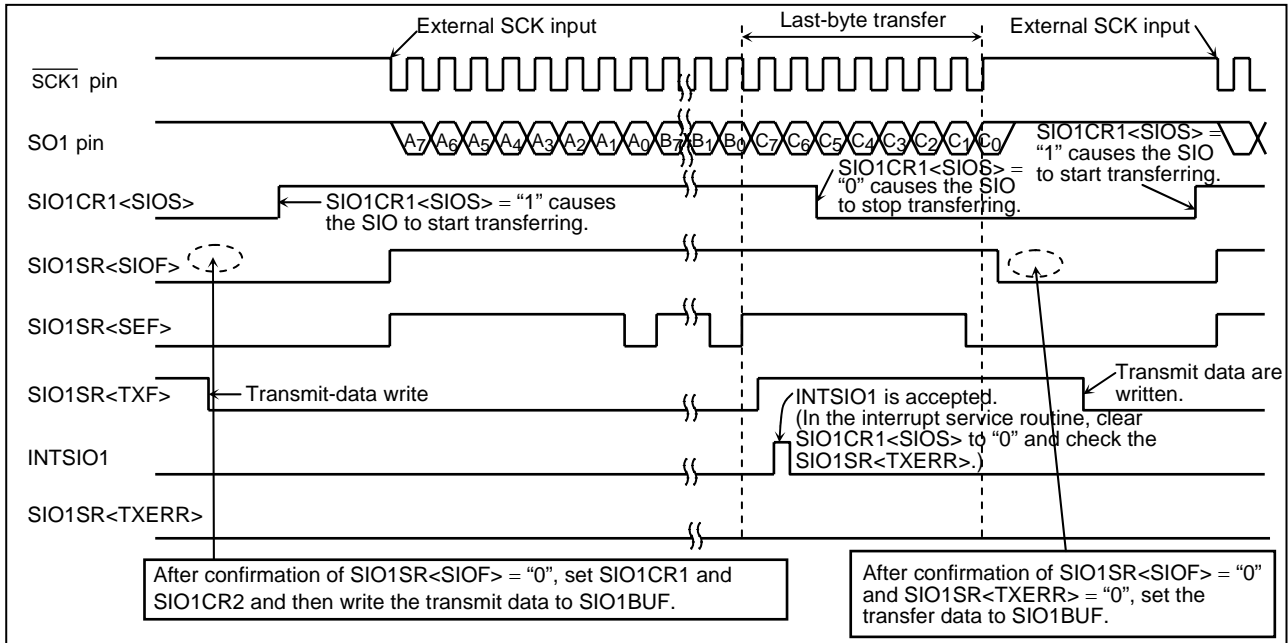 External SCK input
Last-byte transfer
External SCK input
SCK1 pin
SO1 pin
A7 A6 A5 A4 A3 A2 A1 A0 B7 B1 B0 C7 C6 C5 C4 C3 C2 C1 C0
SIO1CR1<SIOS> =
“1” causes the SIO
to start transferring.
SIO1CR1<SIOS> =
“0” causes the SIO
to stop transferring.
SIO1CR1<SIOS>
SIO1CR1<SIOS> = “1” causes
the SIO to start transferring.
SIO1SR<SIOF>
SIO1SR<SEF>
SIO1SR<TXF>
Transmit-data write
Transmit data are
written.
INTSIO1 is accepted.
(In the interrupt service routine, clear
SIO1CR1<SIOS> to “0” and check the
SIO1SR<TXERR>.)
INTSIO1
SIO1SR<TXERR>
After confirmation of SIO1SR<SIOF> = “0”, set SIO1CR1 and
SIO1CR2 and then write the transmit data to SIO1BUF.
After confirmation of SIO1SR<SIOF> = “0”
and SIO1SR<TXERR> = “0”, set the
transfer data to SIO1BUF.